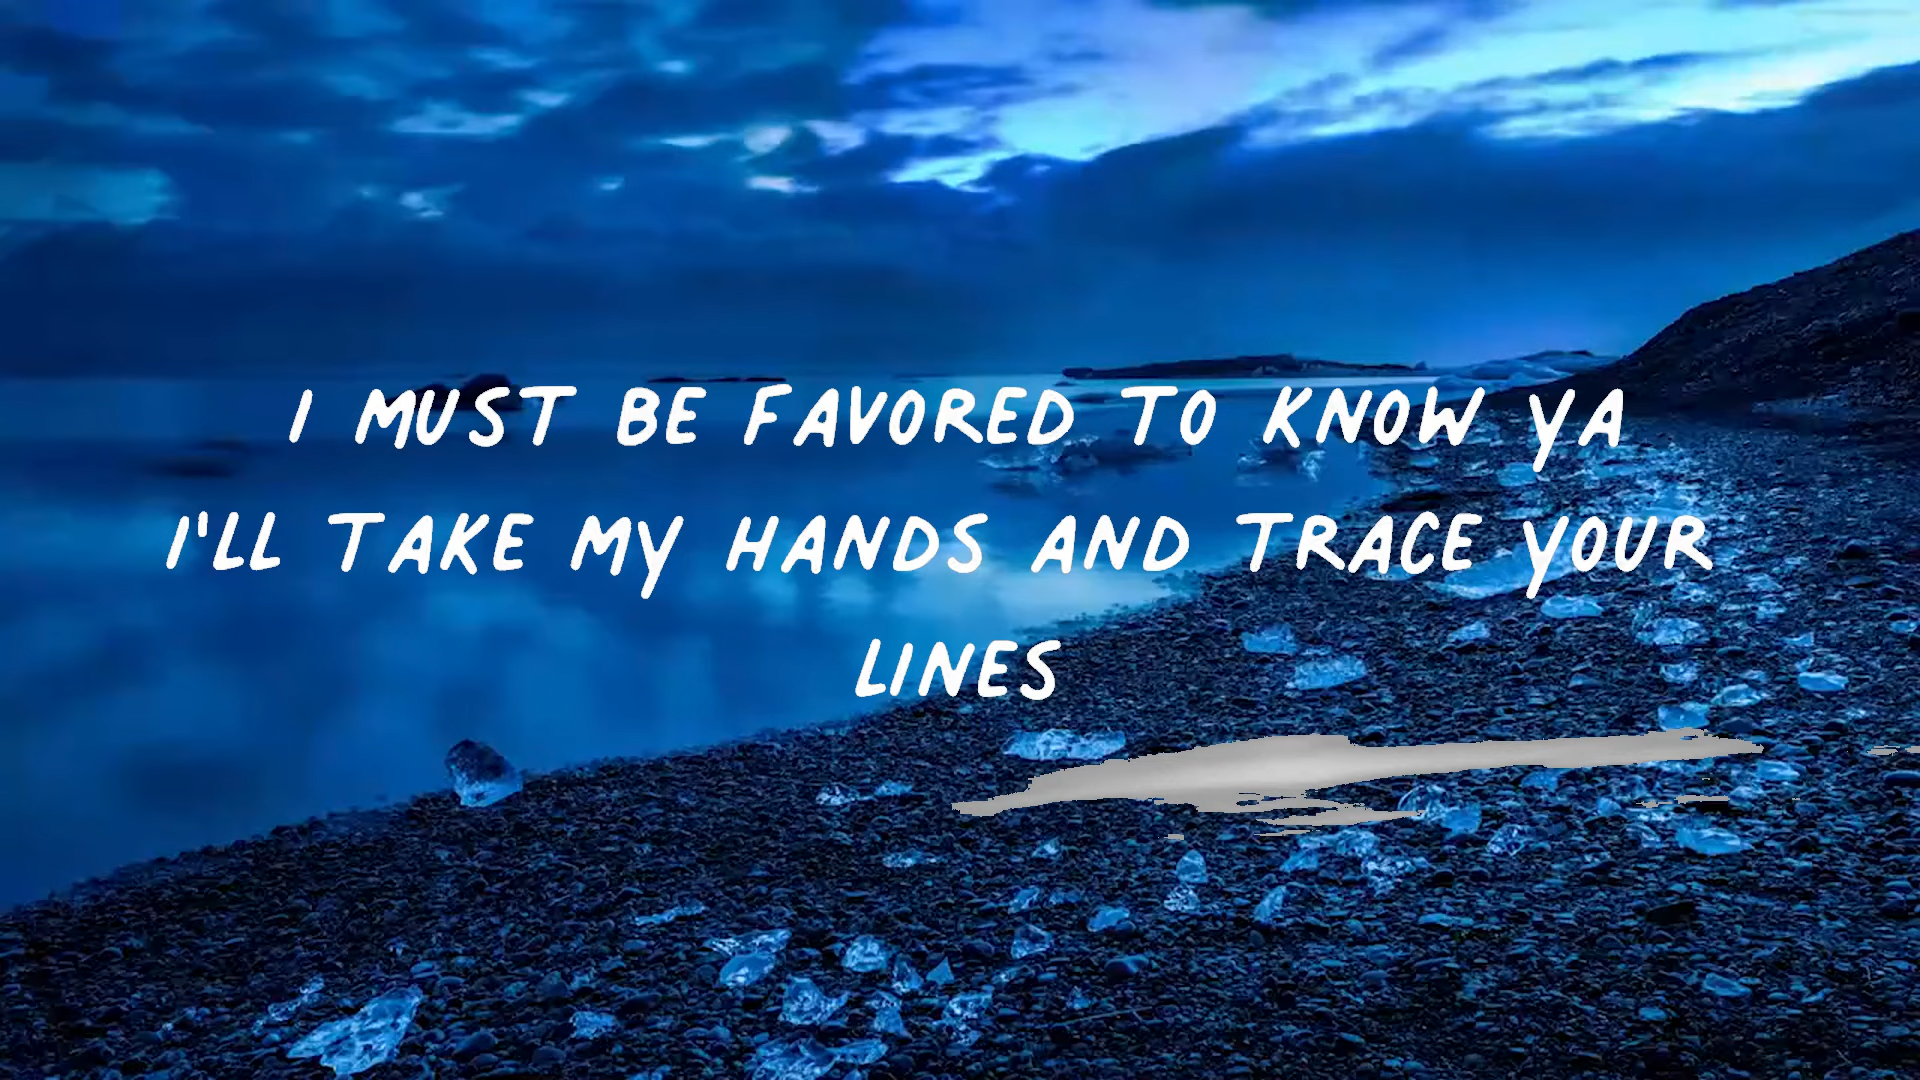 I MUST BE FAVORED TO KNOW YA
I'LL TAKE MY HANDS AND TRACE YOUR
LINES